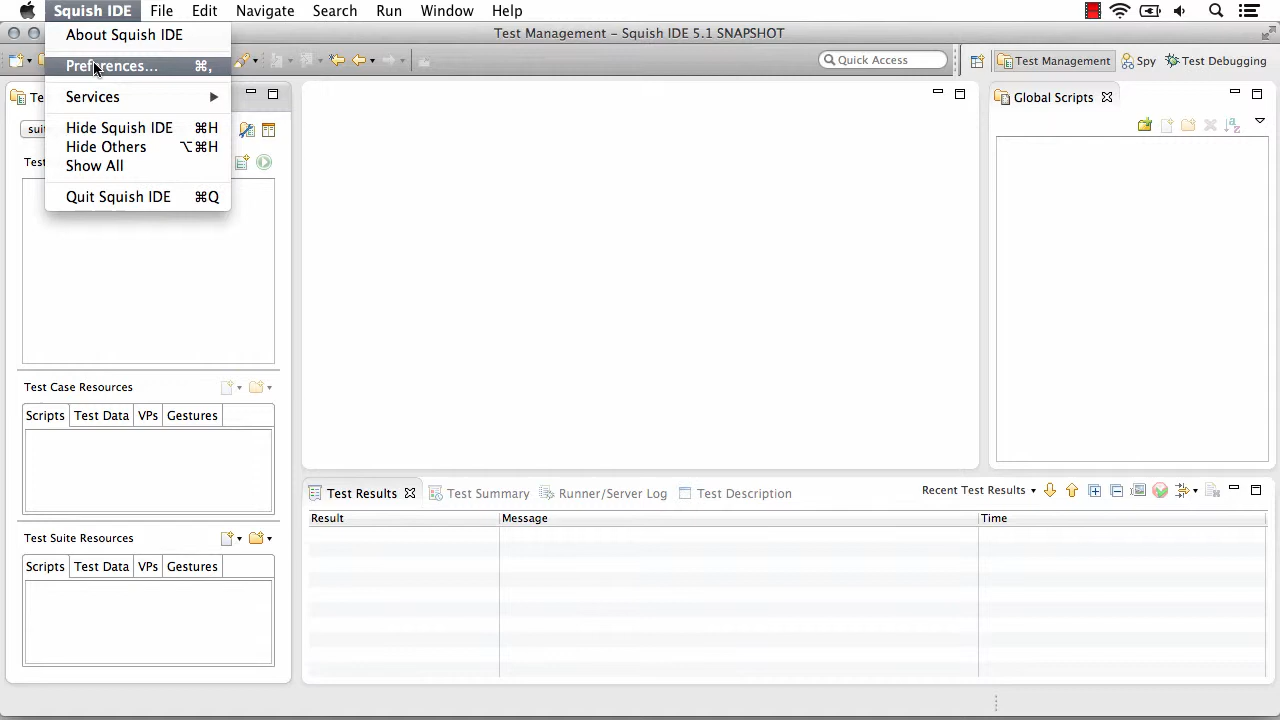 Squish IDE File Edit Navigate Search Run Window Help
Test Management – Squish IDE 5.1 SNAPSHOT
About Squish IDE
Preferences... ⌘,
Services
Hide Squish IDE ⌘H
Hide Others ⌥⌘H
Show All
Quit Squish IDE ⌘Q
Quick Access
Test Management Spy Test Debugging
Global Scripts
Test Case Resources
Scripts Test Data VPs Gestures
Test Suite Resources
Scripts Test Data VPs Gestures
Test Results Test Summary Runner/Server Log Test Description Recent Test Results
Result Message Time